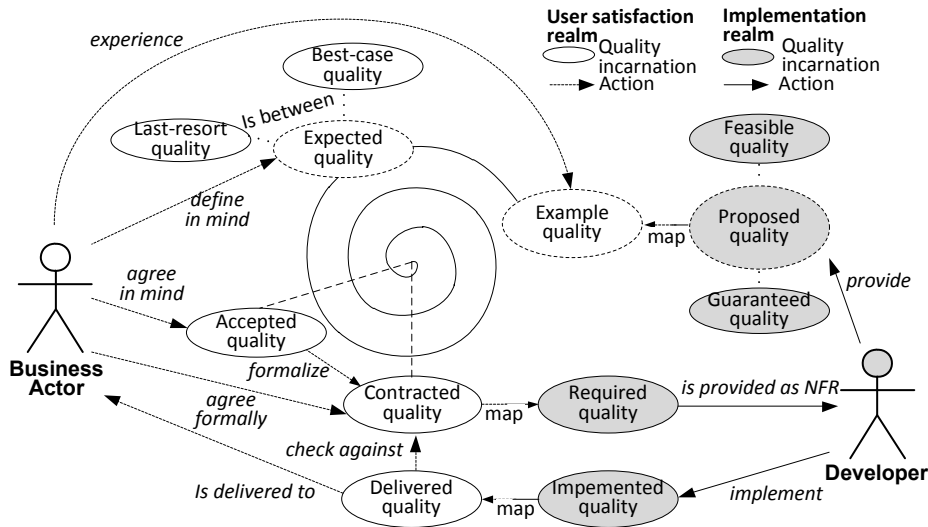 experience
User satisfaction
realm
Quality
incarnation
Action
Implementation
realm
Quality
incarnation
Action
Best-case
quality
Is between
Last-resort
quality
Expected
quality
define
in mind
Example
quality
map
Feasible
quality
Proposed
quality
Guaranteed
quality
provide
agree
in mind
Accepted
quality
formalize
Business
Actor
agree
formally
Contracted
quality
map
Required
quality
is provided as NFR
check against
Is delivered to
Delivered
quality
map
Impemented
quality
implement
Developer